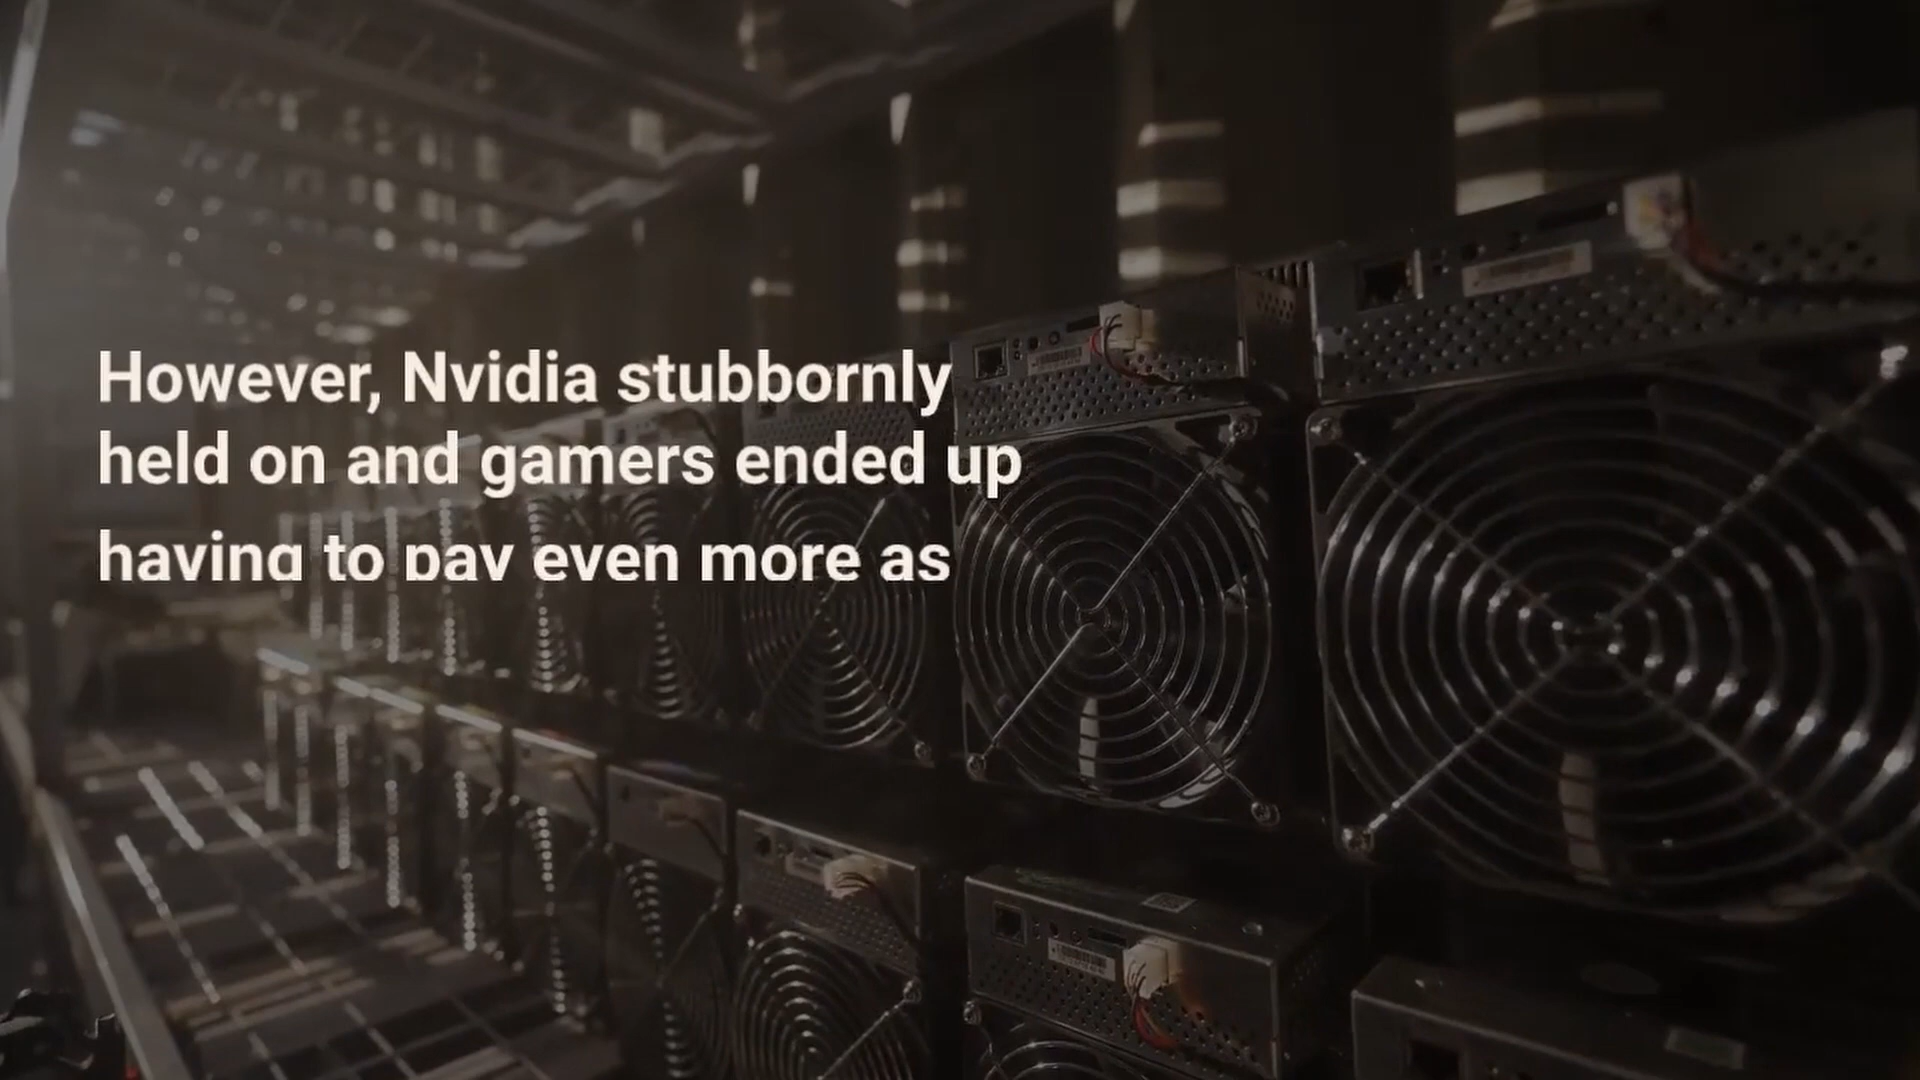 However, Nvidia stubbornly
held on and gamers ended up
having to pay even more as